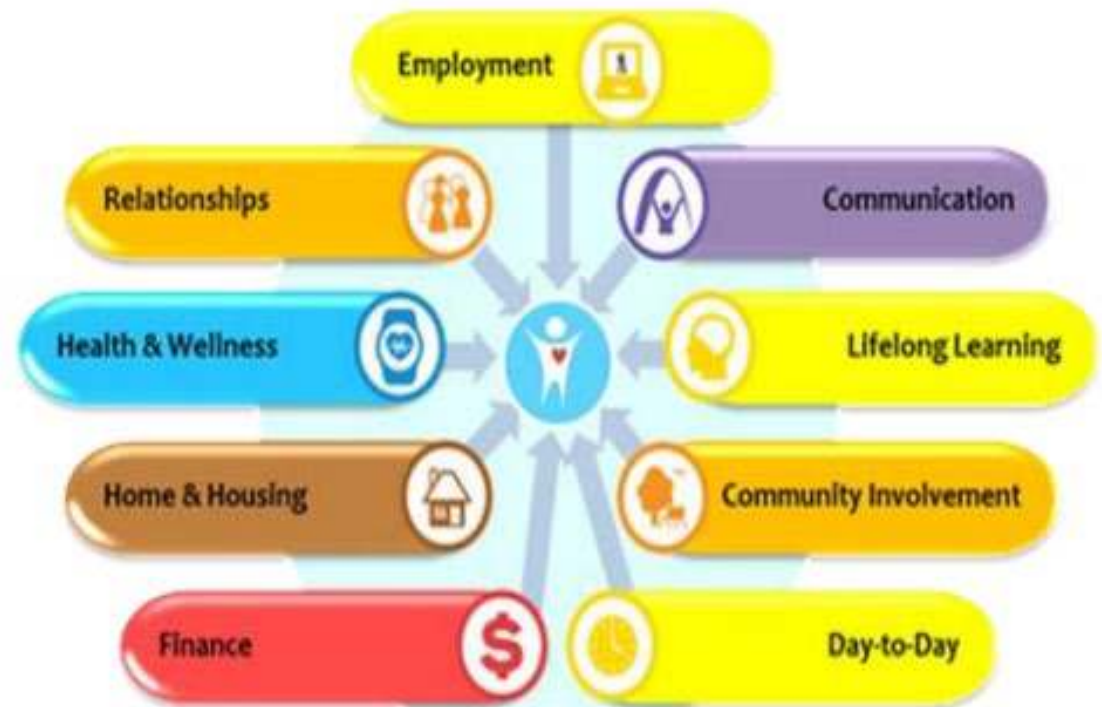 Employment
Relationships
Communication
Health & Wellness
Lifelong Learning
Home & Housing
Community Involvement
Finance
$
Day-to-Day